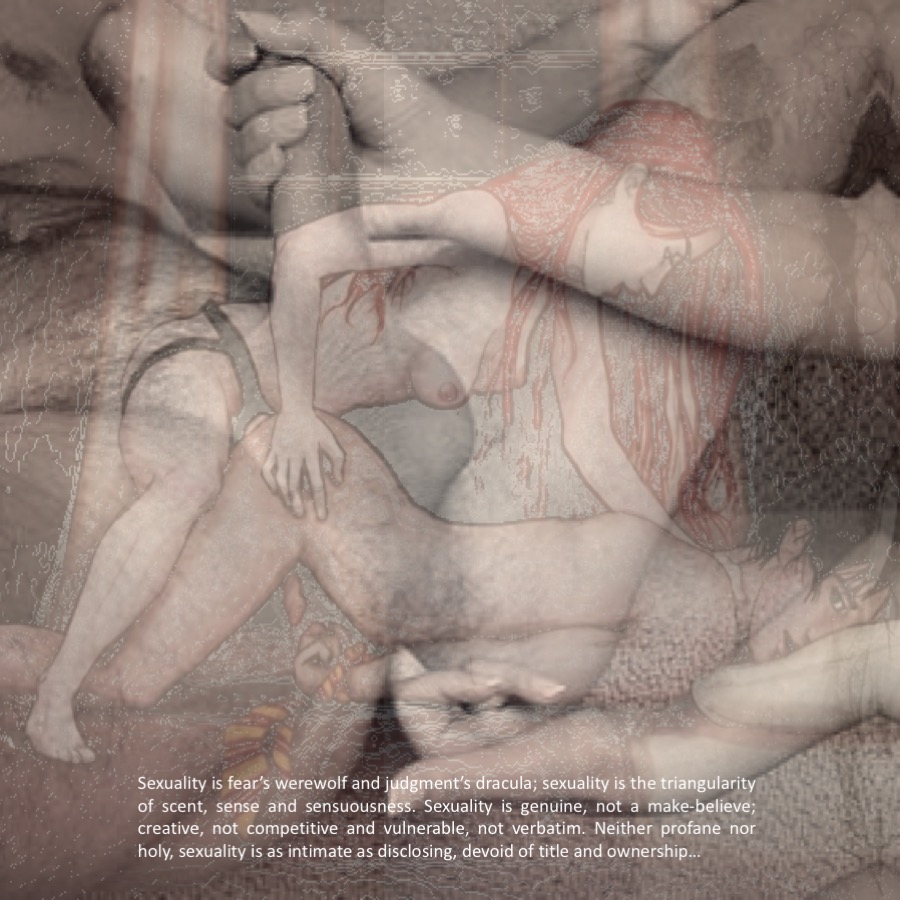 Sexuality is fear’s werewolf and judgment’s dracula; sexuality is the triangularity
of scent, sense and sensuousness. Sexuality is genuine, not a make-believe;
creative, not competitive and vulnerable, not verbatim. Neither profane nor
holy, sexuality is as intimate as disclosing, devoid of title and ownership...